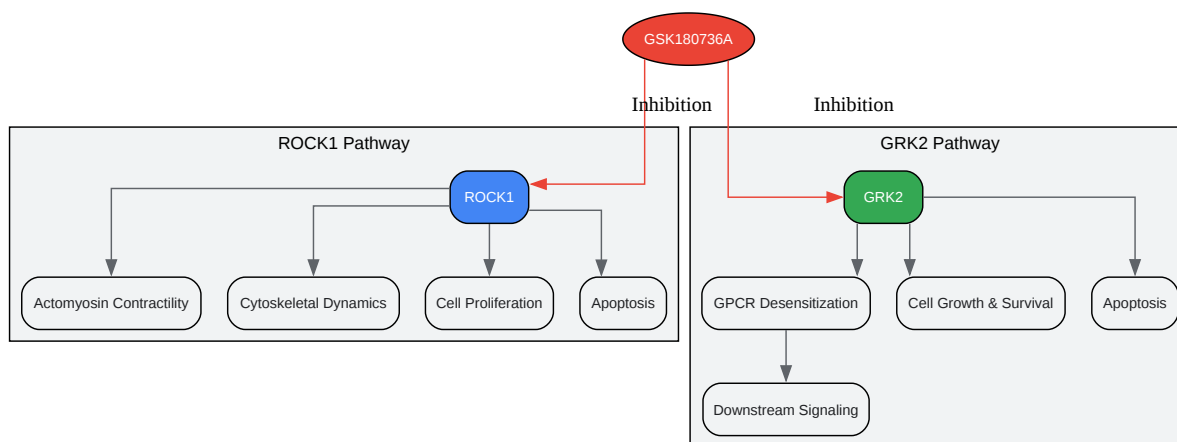 GSK180736A
Inhibition
Inhibition
ROCK1 Pathway
ROCK1
Actomyosin Contractility
Cytoskeletal Dynamics
Cell Proliferation
Apoptosis
GRK2 Pathway
GRK2
GPCR Desensitization
Cell Growth & Survival
Apoptosis
Downstream Signaling